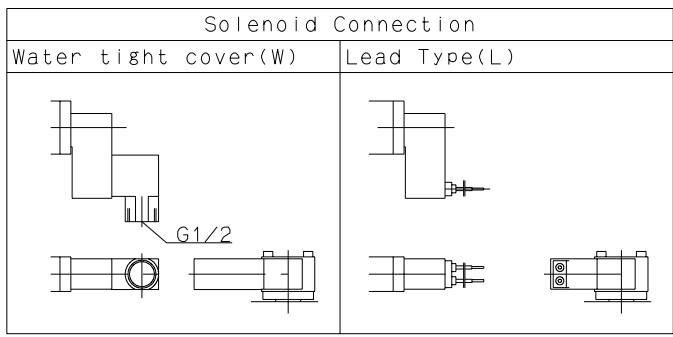 Solenoid Connection
Water tight cover(W)
Lead Type(L)
G1/2